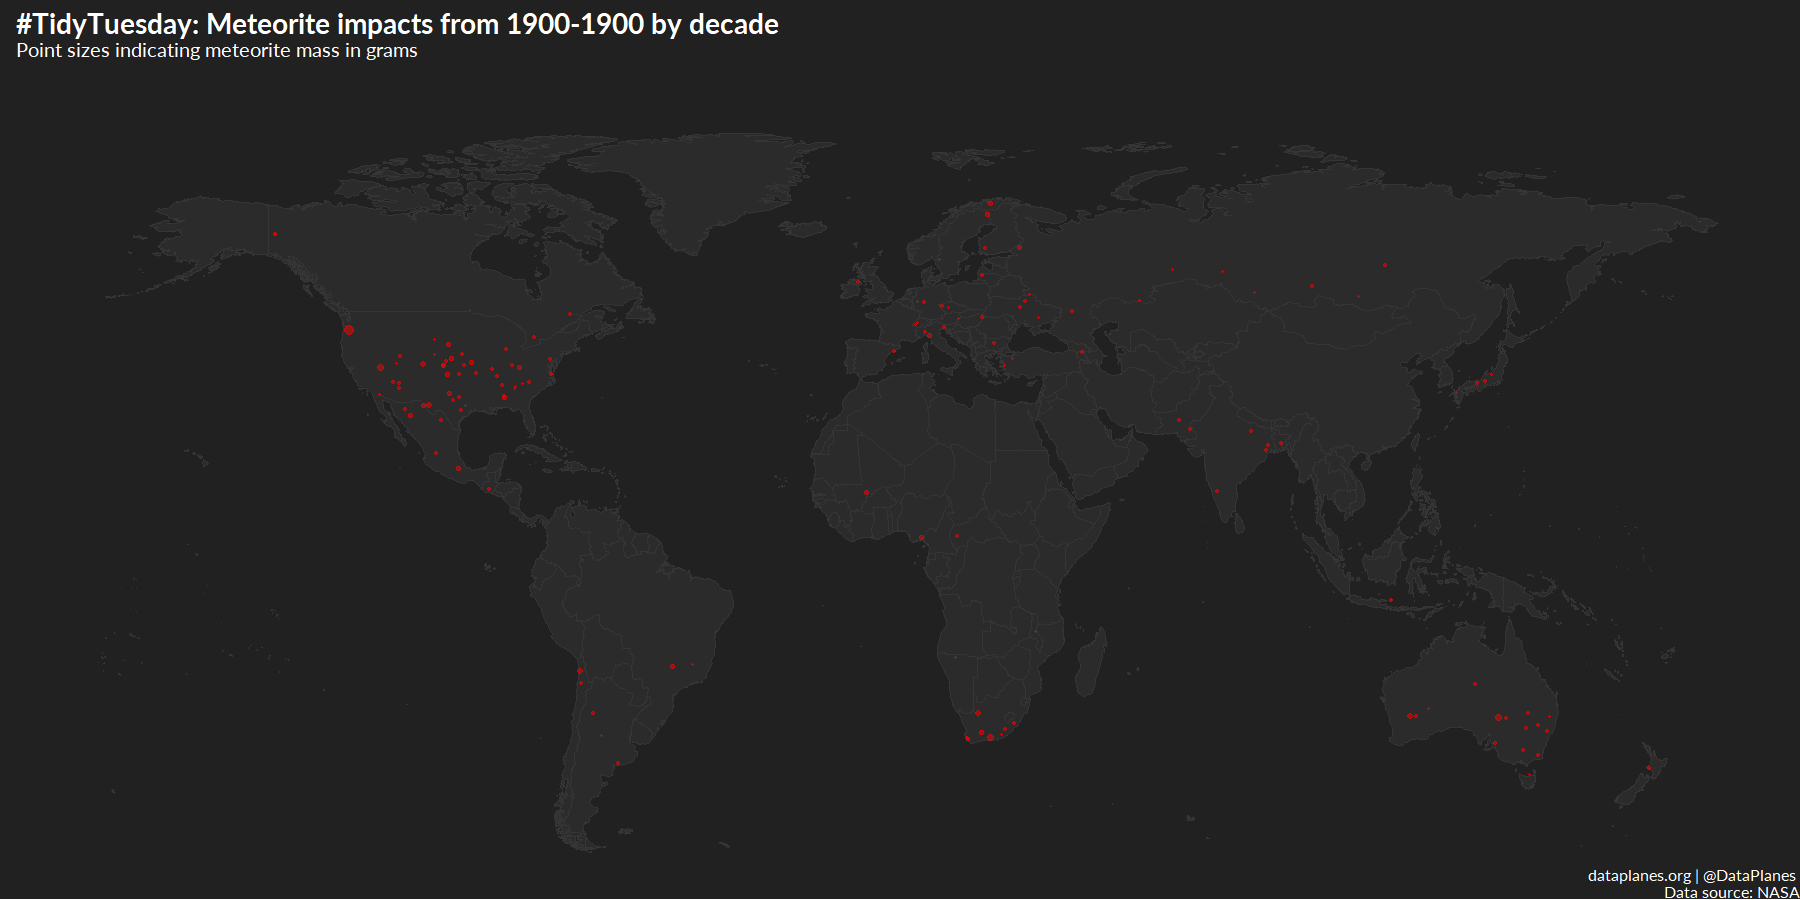 #TidyTuesday: Meteorite impacts from 1900-1900 by decade
Point sizes indicating meteorite mass in grams
dataplanes.org | @DataPlanes
Data source: NASA